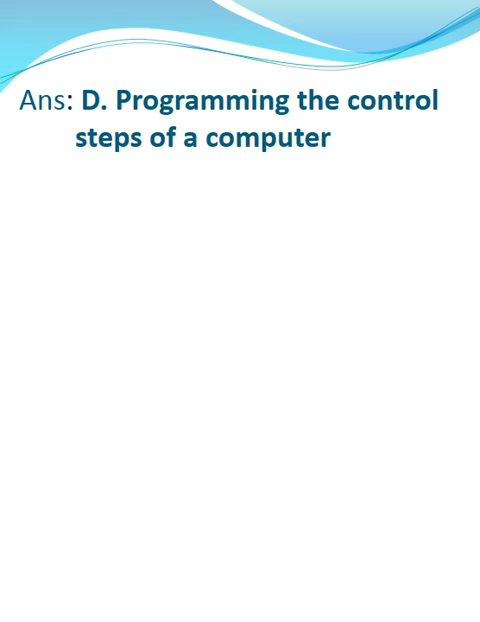 Ans: D. Programming the control
steps of a computer